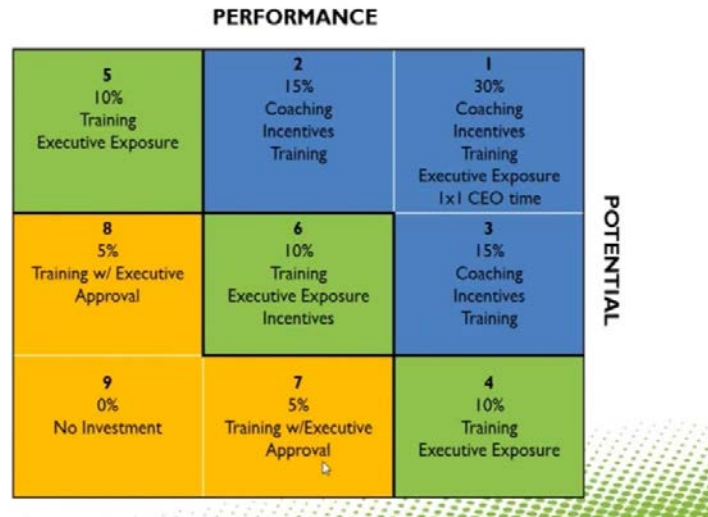 PERFORMANCE
5
10%
Training
Executive Exposure
2
15%
Coaching
Incentives
Training
1
30%
Coaching
Incentives
Training
Executive Exposure
1x1 CEO time
8
5%
Training w/ Executive
Approval
6
10%
Training
Executive Exposure
Incentives
3
15%
Coaching
Incentives
Training
9
0%
No Investment
7
5%
Training w/Executive
Approval
4
10%
Training
Executive Exposure
POTENTIAL